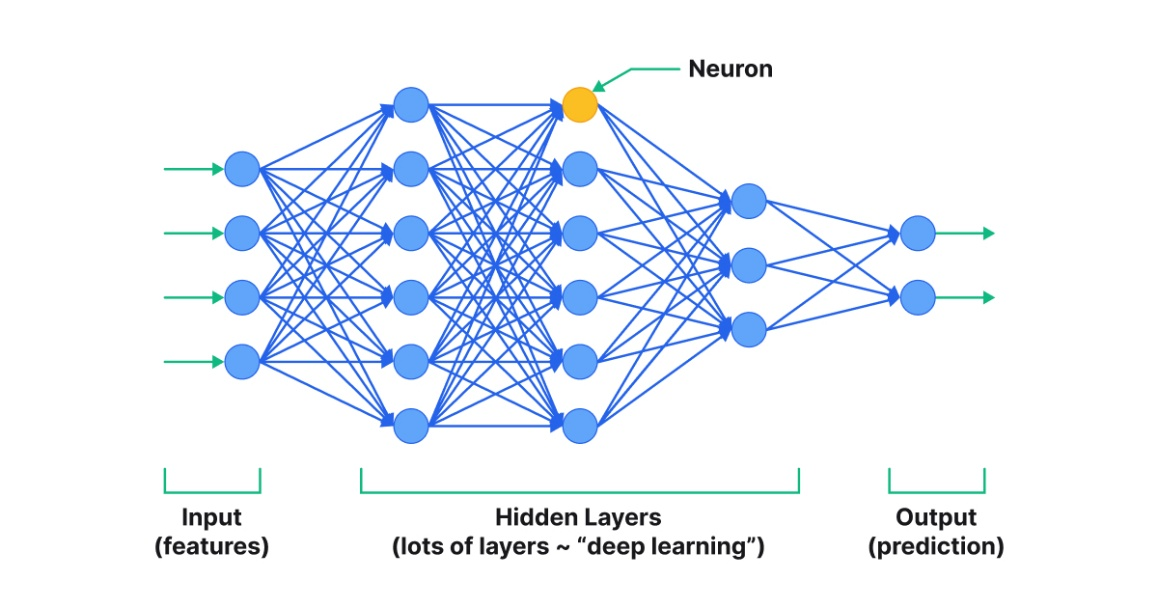 Neuron
Input
(features)
Hidden Layers
(lots of layers ~ “deep learning”)
Output
(prediction)